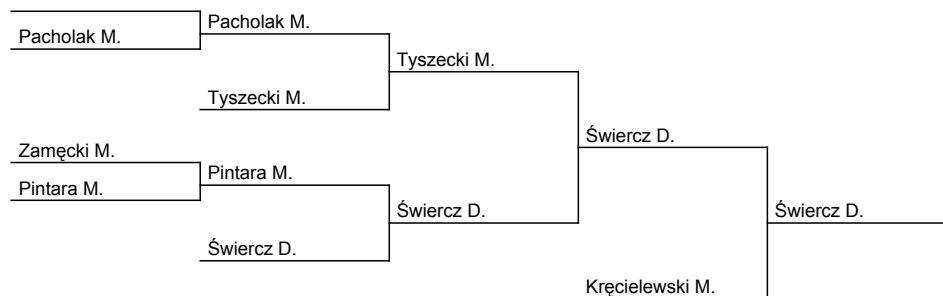 Pacholak M.
Pacholak M.
Tyszecki M.
Tyszecki M.
Zamęcki M.
Świercz D.
Pintara M.
Pintara M.
Świercz D.
Świercz D.
Świercz D.
Kręcielewski M.